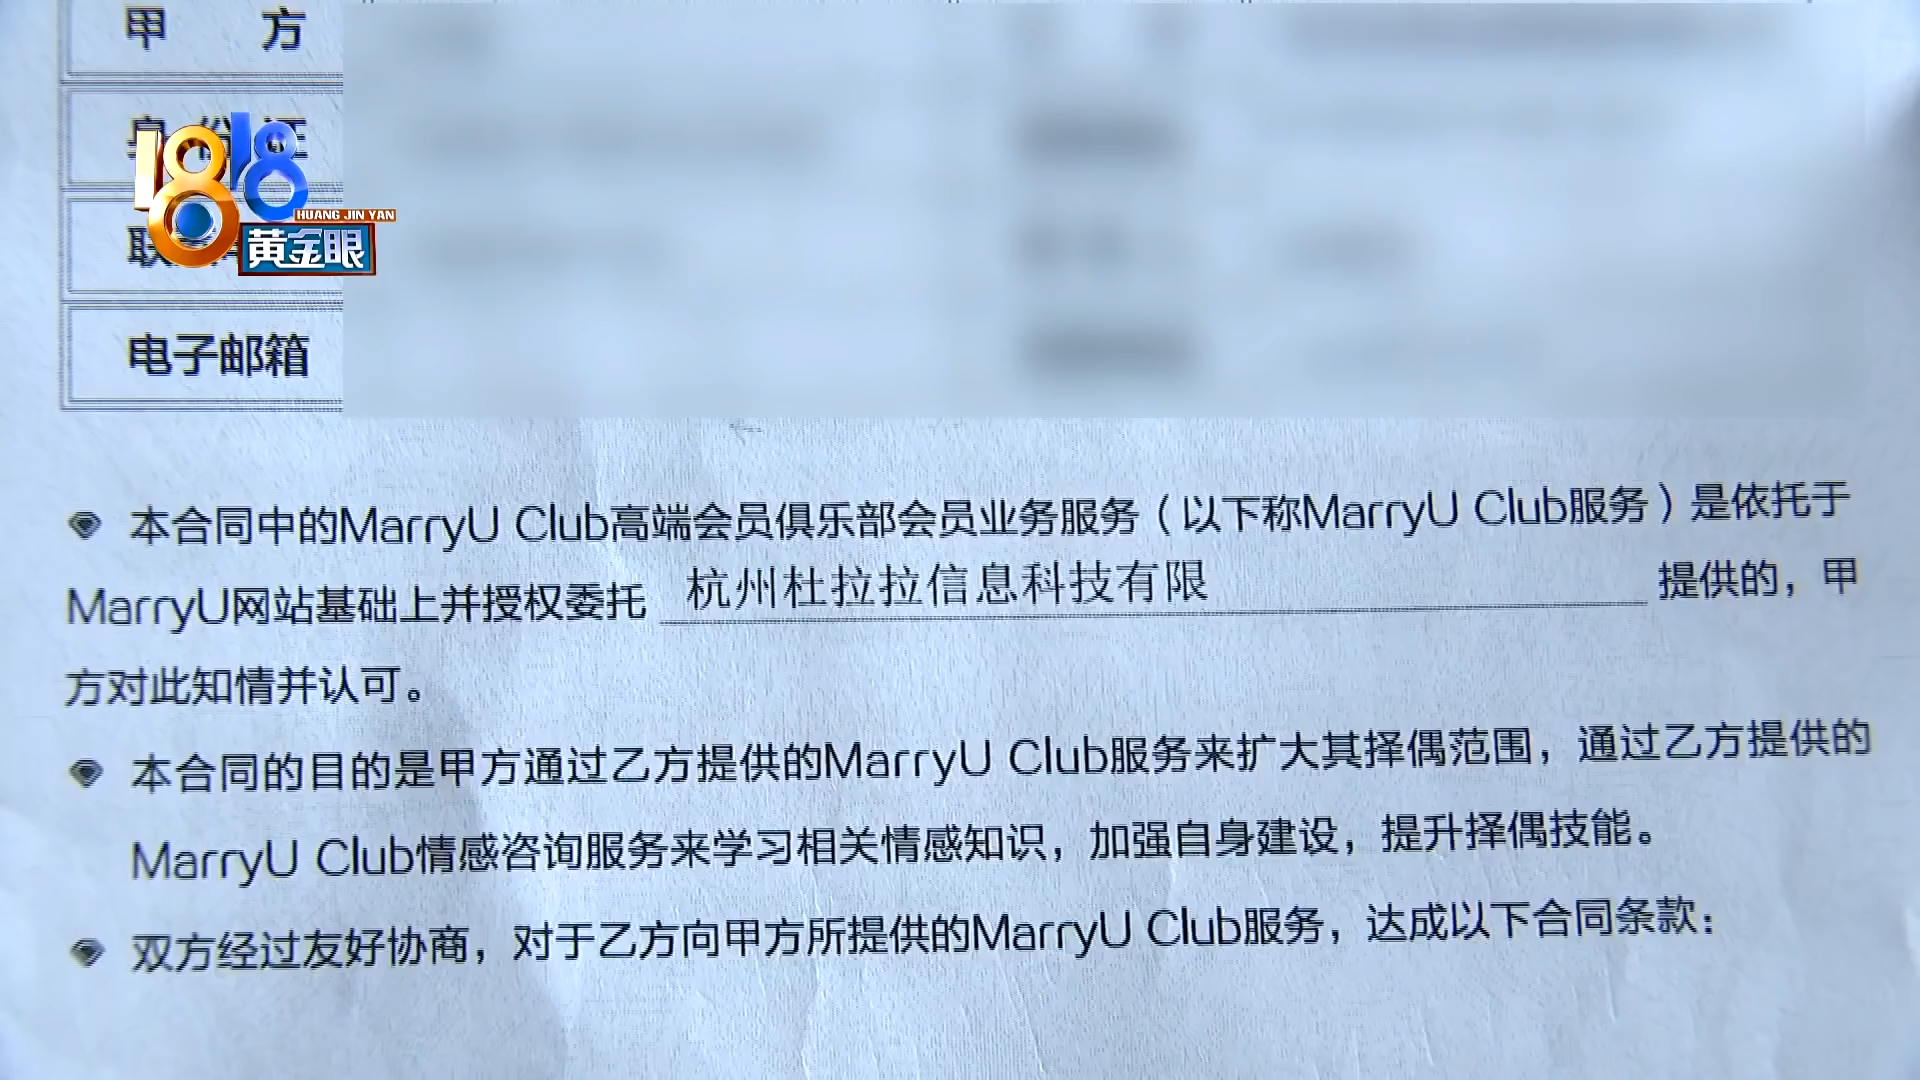 甲 方
身份证
1818
HUANG JIN YAN
黄金眼
联
电子邮箱
本合同中的MarryU Club高端会员俱乐部会员业务服务（以下称MarryU Club服务）是依托于
MarryU网站基础上并授权委托 杭州杜拉拉信息科技有限 提供的，甲
方对此知情并认可。
本合同的目的是甲方通过乙方提供的MarryU Club服务来扩大其择偶范围，通过乙方提供的
MarryU Club情感咨询服务来学习相关情感知识，加强自身建设，提升择偶技能。
双方经过友好协商，对于乙方向甲方所提供的MarryU Club服务，达成以下合同条款：